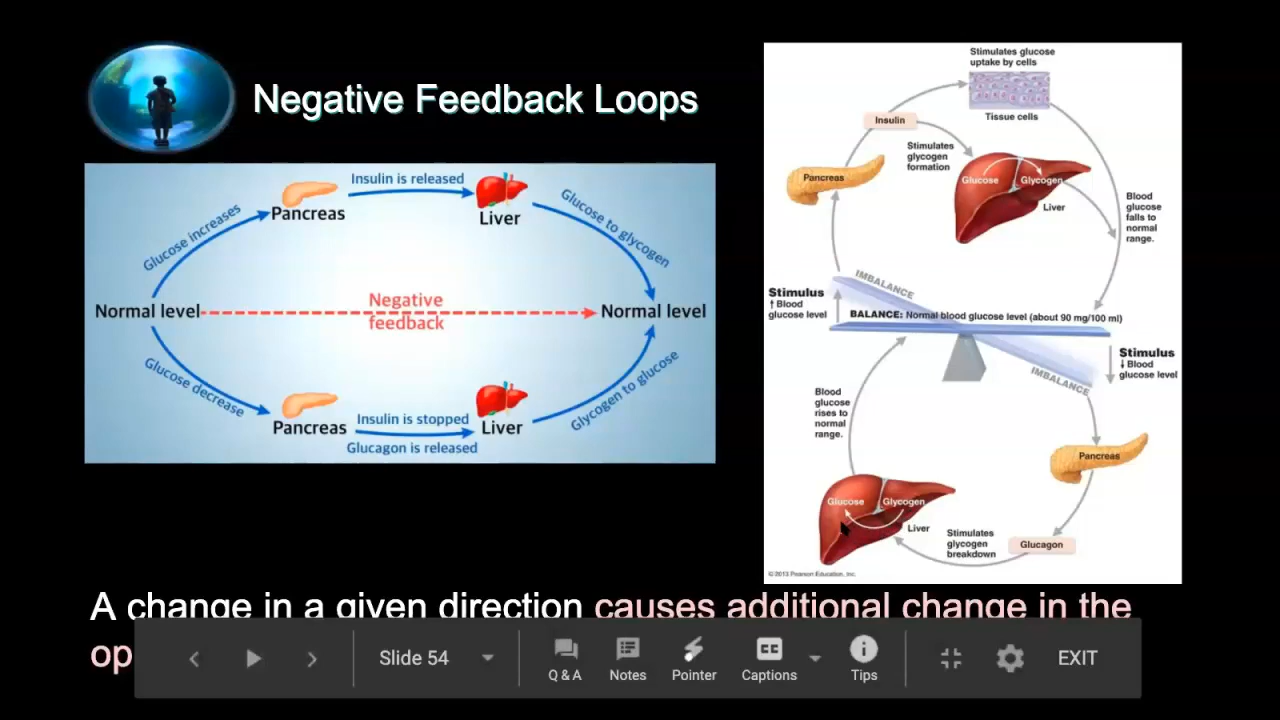 Negative Feedback Loops
Glucose increases
Pancreas
Insulin is released
Liver
Glucose to glycogen
Normal level
Negative
feedback
Normal level
Glucose decrease
Pancreas
Insulin is stopped
Glucagon is released
Liver
Glycogen to glucose
Stimulates glucose
uptake by cells
Tissue cells
Insulin
Stimulates
glycogen
formation
Pancreas
Glucose
Glycogen
Liver
Blood
glucose
falls to
normal
range.
IMBALANCE
Stimulus
↑ Blood
glucose level
BALANCE: Normal blood glucose level (about 90 mg/100 ml)
Stimulus
↓ Blood
glucose level
IMBALANCE
Blood
glucose
rises to
normal
range.
Pancreas
Glucose
Glycogen
Liver
Stimulates
glycogen
breakdown
Glucagon
© 2013 Pearson Education, Inc.
A change in a given direction causes additional change in the
op
Slide 54
Q & A
Notes
Pointer
CC
Captions
Tips
EXIT